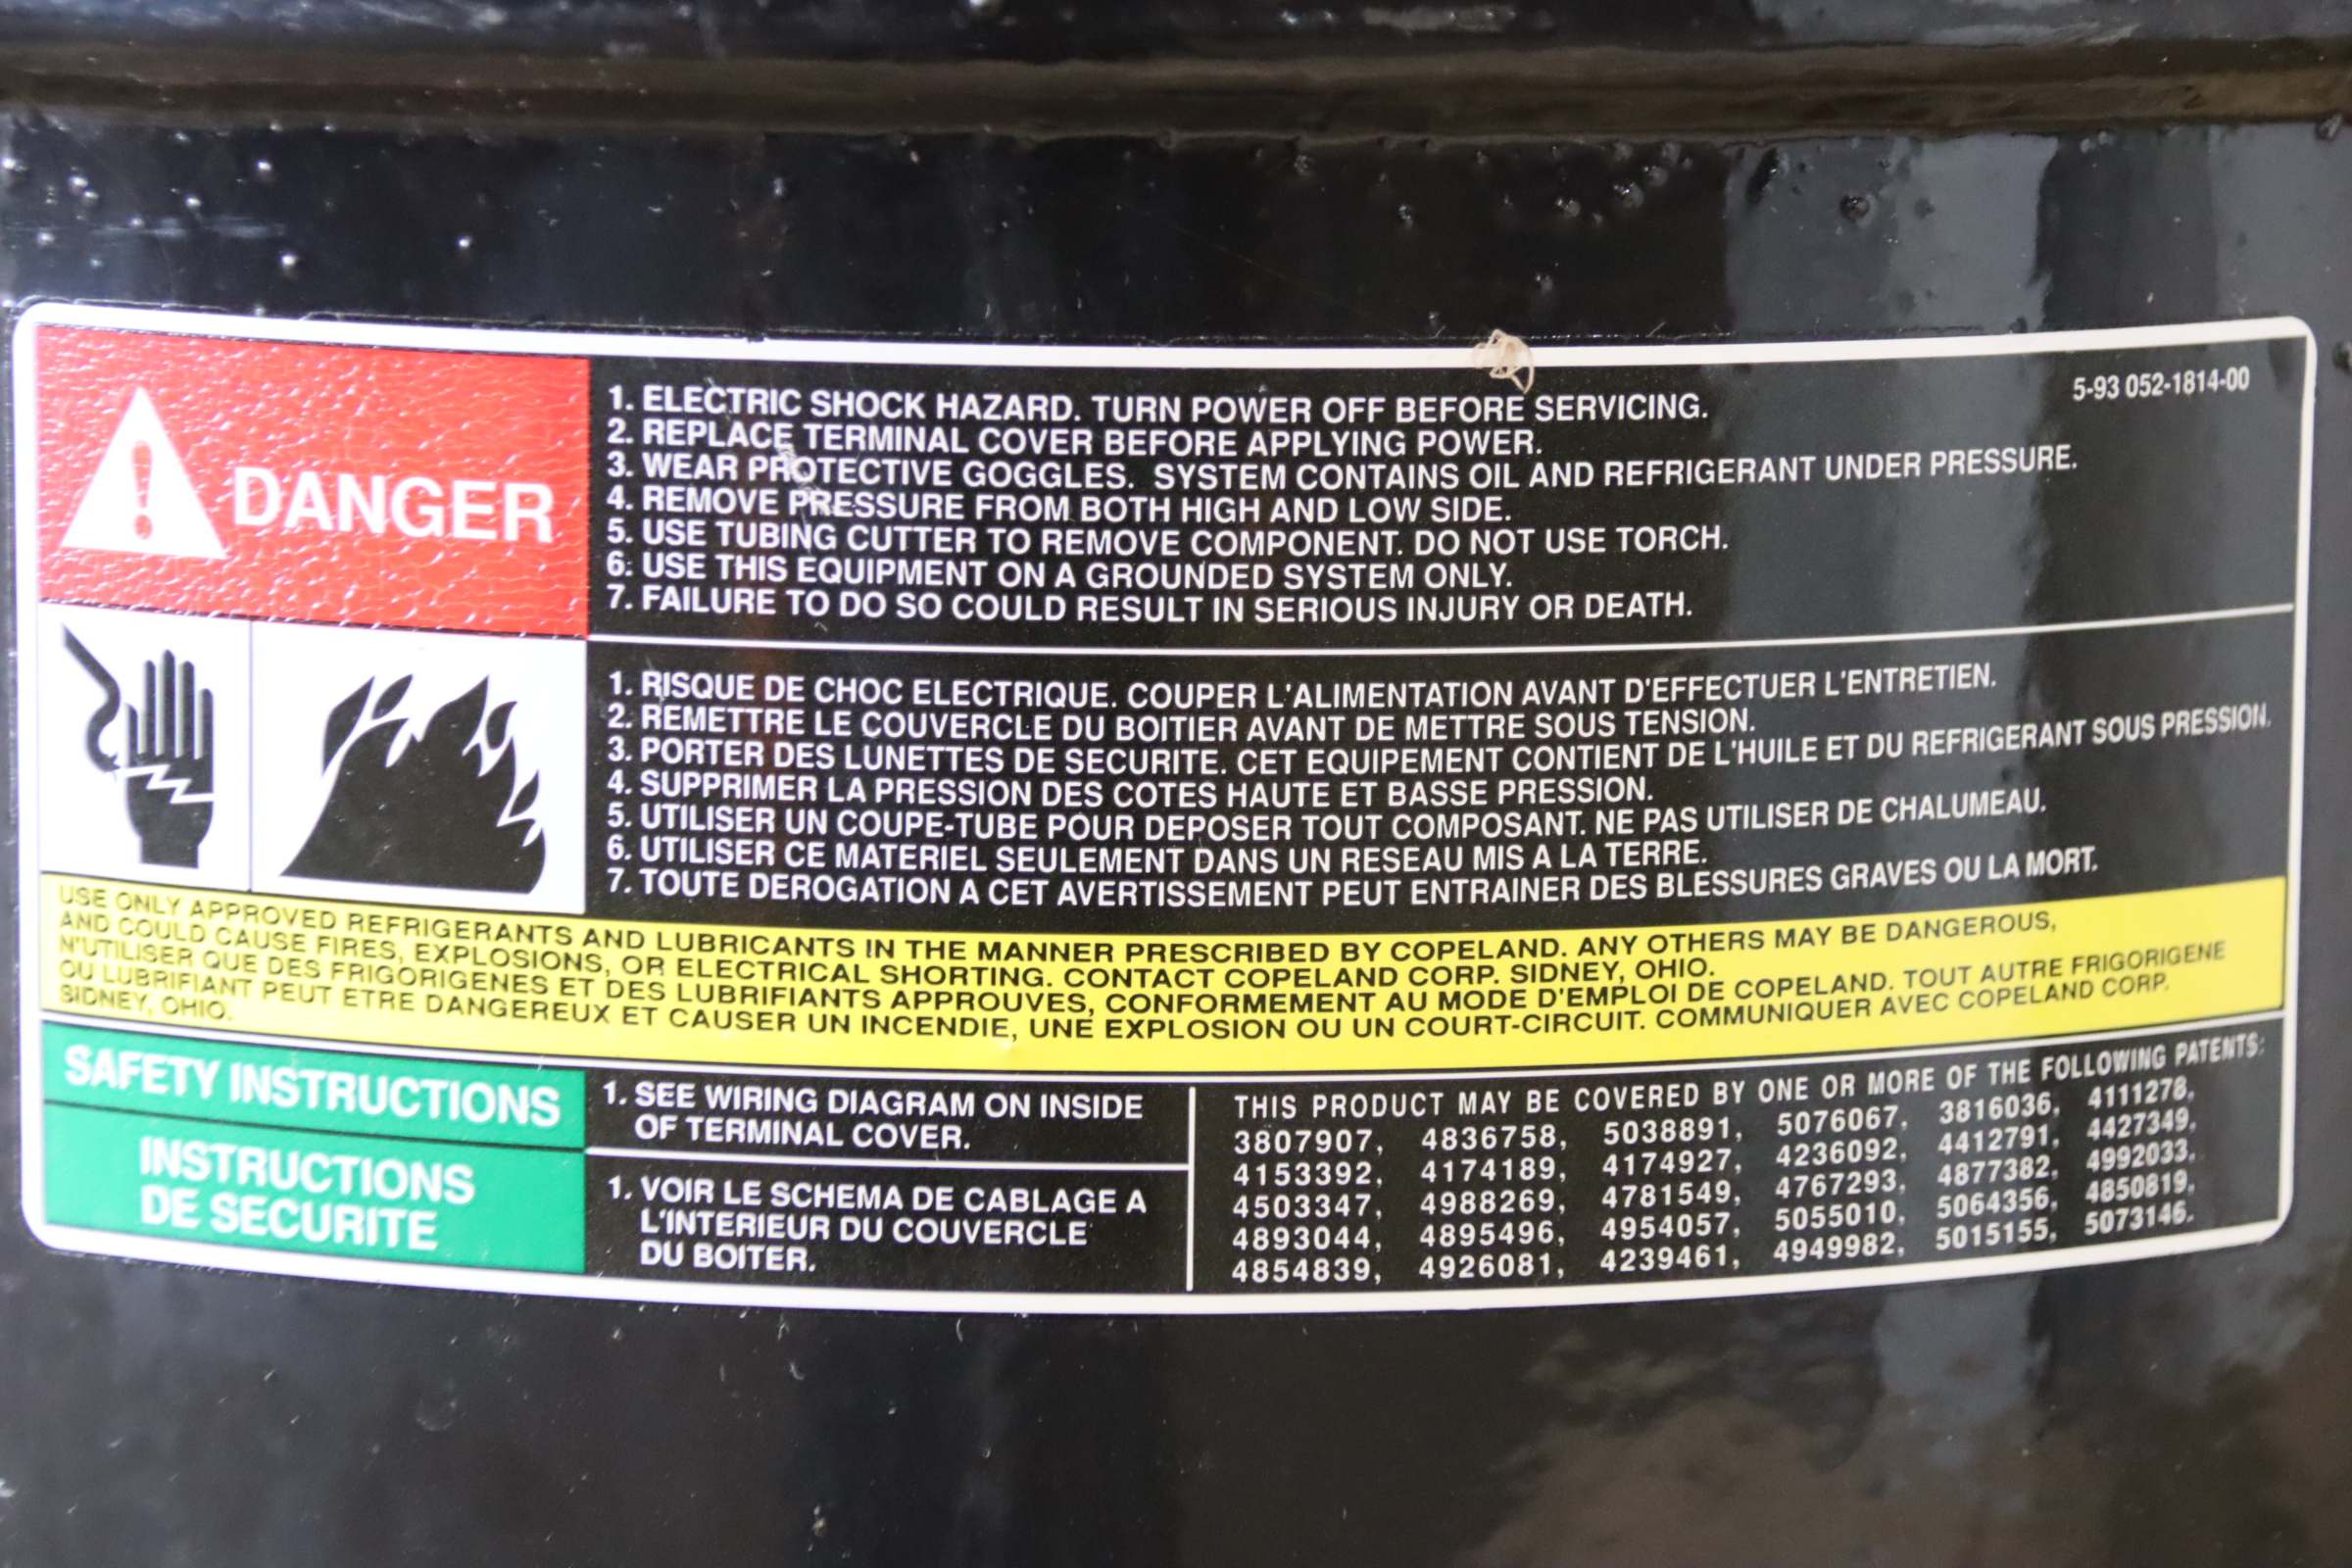 5-93 052-1814-00
DANGER
1. ELECTRIC SHOCK HAZARD. TURN POWER OFF BEFORE SERVICING.
2. REPLACE TERMINAL COVER BEFORE APPLYING POWER.
3. WEAR PROTECTIVE GOGGLES. SYSTEM CONTAINS OIL AND REFRIGERANT UNDER PRESSURE.
4. REMOVE PRESSURE FROM BOTH HIGH AND LOW SIDE.
5. USE TUBING CUTTER TO REMOVE COMPONENT. DO NOT USE TORCH.
6. USE THIS EQUIPMENT ON A GROUNDED SYSTEM ONLY.
7. FAILURE TO DO SO COULD RESULT IN SERIOUS INJURY OR DEATH.
1. RISQUE DE CHOC ELECTRIQUE. COUPER L'ALIMENTATION AVANT D'EFFECTUER L'ENTRETIEN.
2. REMETTRE LE COUVERCLE DU BOITIER AVANT DE METTRE SOUS TENSION.
3. PORTER DES LUNETTES DE SECURITE. CET EQUIPEMENT CONTIENT DE L'HUILE ET DU REFRIGERANT SOUS PRESSION.
4. SUPPRIMER LA PRESSION DES COTES HAUTE ET BASSE PRESSION.
5. UTILISER UN COUPE-TUBE POUR DEPOSER TOUT COMPOSANT. NE PAS UTILISER DE CHALUMEAU.
6. UTILISER CE MATERIEL SEULEMENT DANS UN RESEAU MIS A LA TERRE.
7. TOUTE DEROGATION A CET AVERTISSEMENT PEUT ENTRAINER DES BLESSURES GRAVES OU LA MORT.
USE ONLY APPROVED REFRIGERANTS AND LUBRICANTS IN THE MANNER PRESCRIBED BY COPELAND. ANY OTHERS MAY BE DANGEROUS,
AND COULD CAUSE FIRES, EXPLOSIONS, OR ELECTRICAL SHORTING. CONTACT COPELAND CORP. SIDNEY, OHIO.
N'UTILISER QUE DES FRIGORIGENES ET DES LUBRIFIANTS APPROUVES, CONFORMEMENT AU MODE D'EMPLOI DE COPELAND. TOUT AUTRE FRIGORIGENE
OU LUBRIFIANT PEUT ETRE DANGEREUX ET CAUSER UN INCENDIE, UNE EXPLOSION OU UN COURT-CIRCUIT. COMMUNIQUER AVEC COPELAND CORP.
SIDNEY, OHIO.
SAFETY INSTRUCTIONS
1. SEE WIRING DIAGRAM ON INSIDE
OF TERMINAL COVER.
INSTRUCTIONS
DE SECURITE
1. VOIR LE SCHEMA DE CABLAGE A
L'INTERIEUR DU COUVERCLE
DU BOITER.
THIS PRODUCT MAY BE COVERED BY ONE OR MORE OF THE FOLLOWING PATENTS:
3807907, 4836758, 5038891, 5076067, 3816036, 4111278,
4153392, 4174189, 4174927, 4236092, 4412791, 4427349,
4503347, 4988269, 4781549, 4767293, 4877382, 4992033,
4893044, 4895496, 4954057, 5055010, 5064356, 4850819,
4854839, 4926081, 4239461, 4949982, 5015155, 5073146.